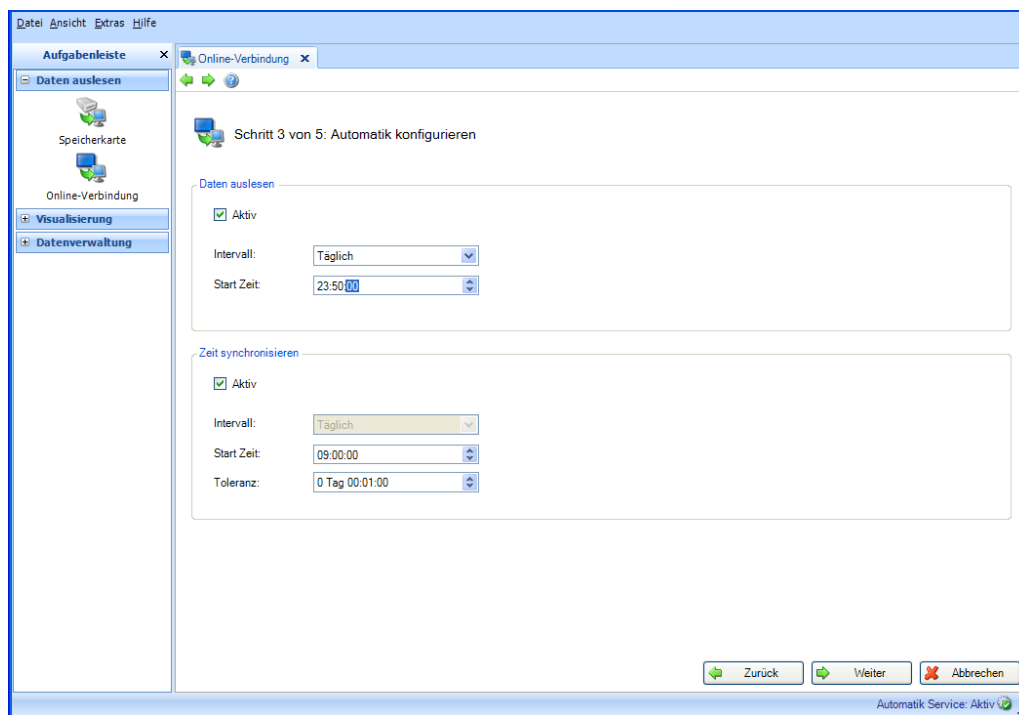 Datei Ansicht Extras Hilfe
Aufgabenleiste
Online-Verbindung
Daten auslesen
Speicherkarte
Online-Verbindung
Visualisierung
Datenverwaltung
Schritt 3 von 5: Automatik konfigurieren
Daten auslesen
Aktiv
Intervall: Täglich
Start Zeit: 23:50:00
Zeit synchronisieren
Aktiv
Intervall: Täglich
Start Zeit: 09:00:00
Toleranz: 0 Tag 00:01:00
Zurück Weiter Abbrechen
Automatik Service: Aktiv